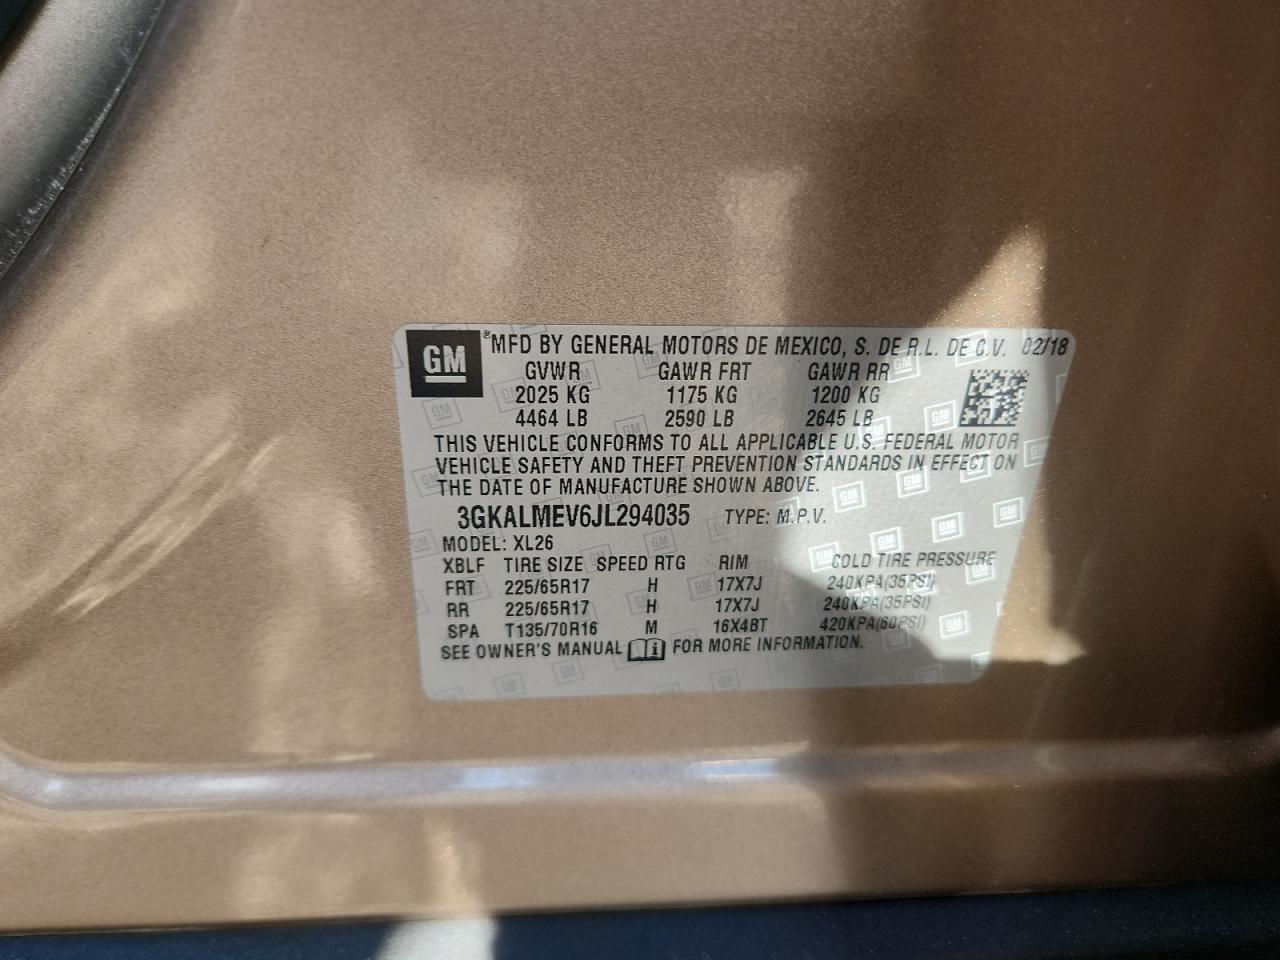 GM ® MFD BY GENERAL MOTORS DE MEXICO, S. DE R.L. DE C.V. 02/18
GVWR GAWR FRT GAWR RR
2025 KG 1175 KG 1200 KG
4464 LB 2590 LB 2645 LB
THIS VEHICLE CONFORMS TO ALL APPLICABLE U.S. FEDERAL MOTOR
VEHICLE SAFETY AND THEFT PREVENTION STANDARDS IN EFFECT ON
THE DATE OF MANUFACTURE SHOWN ABOVE.
3GKALMEV6JL294035 TYPE: M.P.V.
MODEL: XL26
XBLF TIRE SIZE SPEED RTG RIM COLD TIRE PRESSURE
FRT 225/65R17 H 17X7J 240KPA(35PSI)
RR 225/65R17 H 17X7J 240KPA(35PSI)
SPA T135/70R16 M 16X4BT 420KPA(60PSI)
SEE OWNER'S MANUAL i FOR MORE INFORMATION.